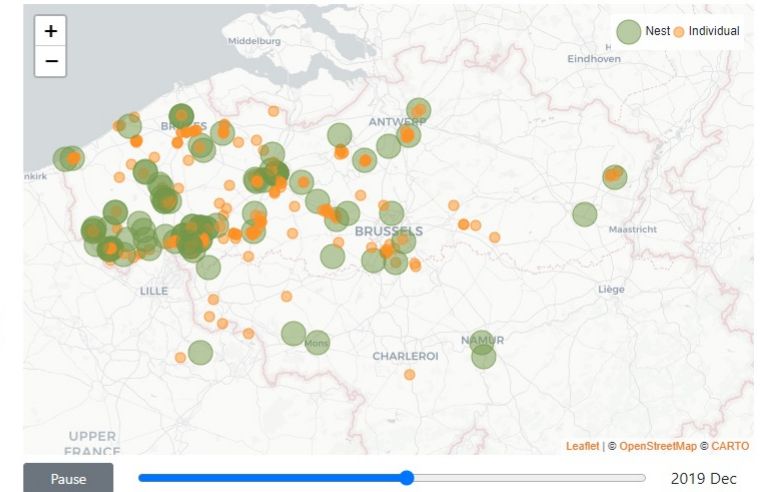 +
−
Middelburg
Nest
Individual
H
Eindhoven
ANTWERP
nkirk
BRUSSELS
Maastricht
LILLE
Liège
Mons
NAMUR
CHARLEROI
UPPER
FRANCE
Leaflet | © OpenStreetMap © CARTO
Pause
2019 Dec